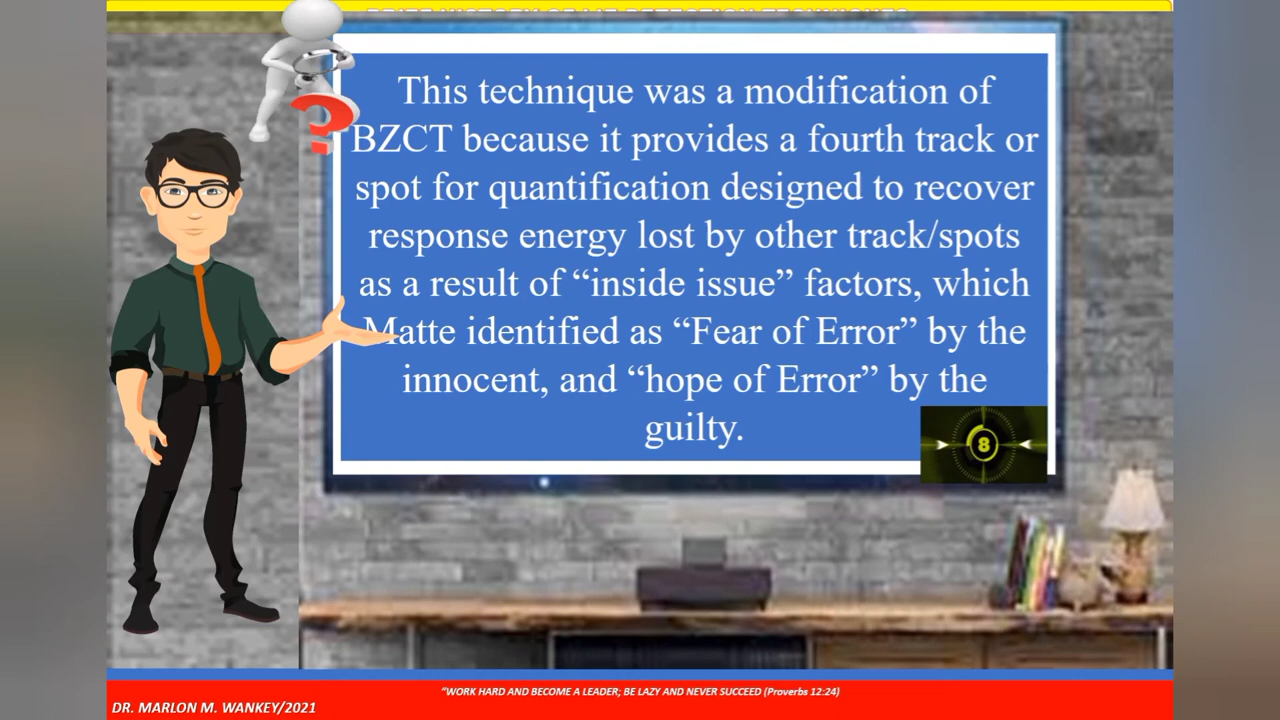 This technique was a modification of
BZCT because it provides a fourth track or
spot for quantification designed to recover
response energy lost by other track/spots
as a result of “inside issue” factors, which
Matte identified as “Fear of Error” by the
innocent, and “hope of Error” by the
guilty.
8
“WORK HARD AND BECOME A LEADER; BE LAZY AND NEVER SUCCEED (Proverbs 12:24)
DR. MARLON M. WANKEY/2021